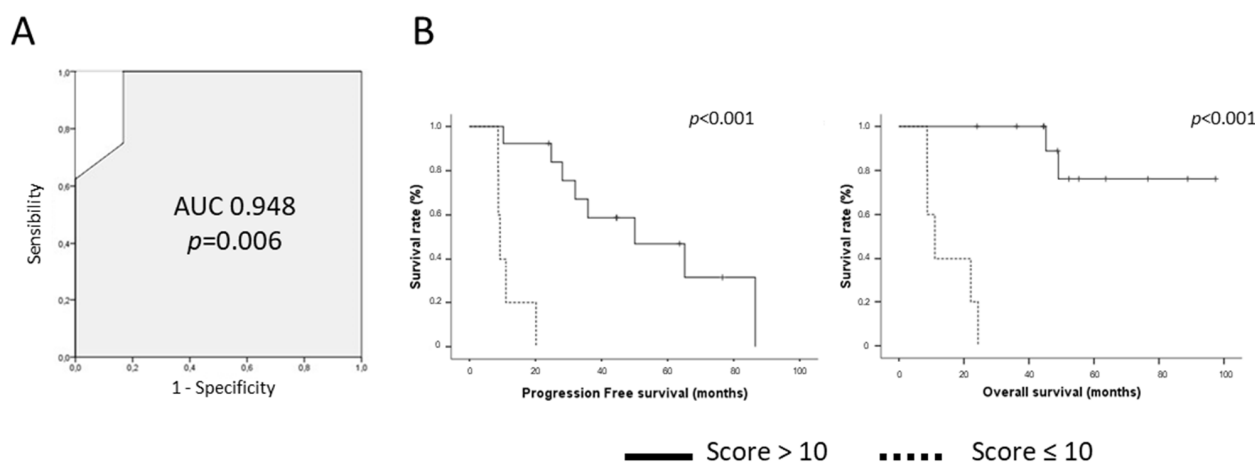 A
B
1,0
0,8
0,6
0,4
0,2
0,0
0,0 0,2 0,4 0,6 0,8 1,0
Sensibility
1 - Specificity
AUC 0.948
p=0.006
p<0.001
1.0
0.8
0.6
0.4
0.2
0
0 20 40 60 80 100
Survival rate (%)
Progression Free survival (months)
p<0.001
1.0
0.8
0.6
0.4
0.2
0
0 20 40 60 80 100
Survival rate (%)
Overall survival (months)
Score > 10 Score ≤ 10